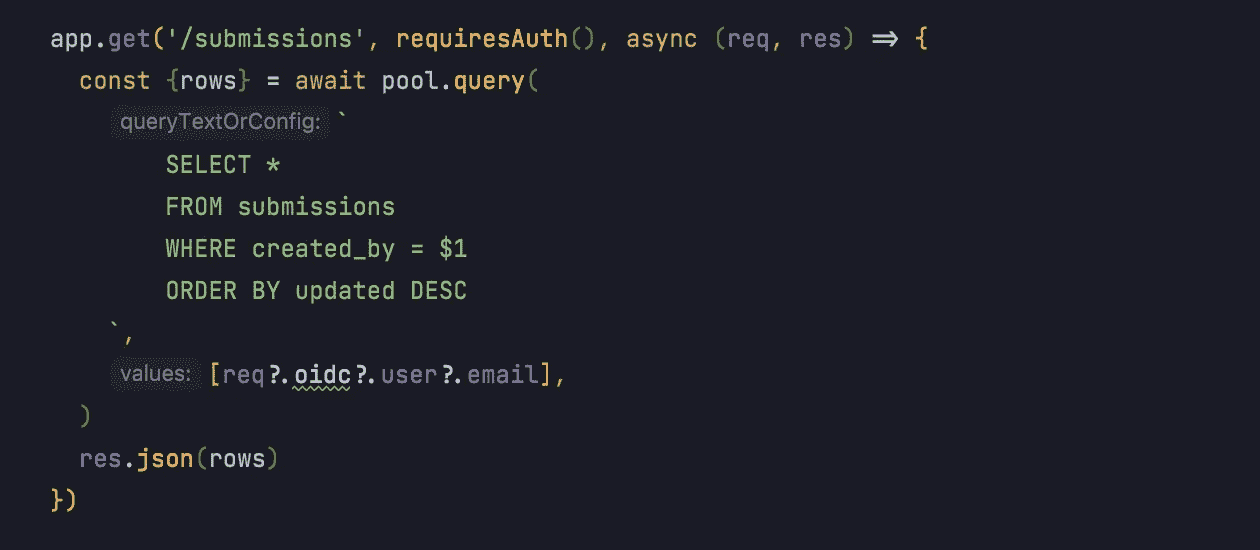 app.get('/submissions', requiresAuth(), async (req, res) => {
const {rows} = await pool.query(
queryTextOrConfig: `
SELECT *
FROM submissions
WHERE created_by = $1
ORDER BY updated DESC
`,
values: [req?.oidc?.user?.email],
)
res.json(rows)
})